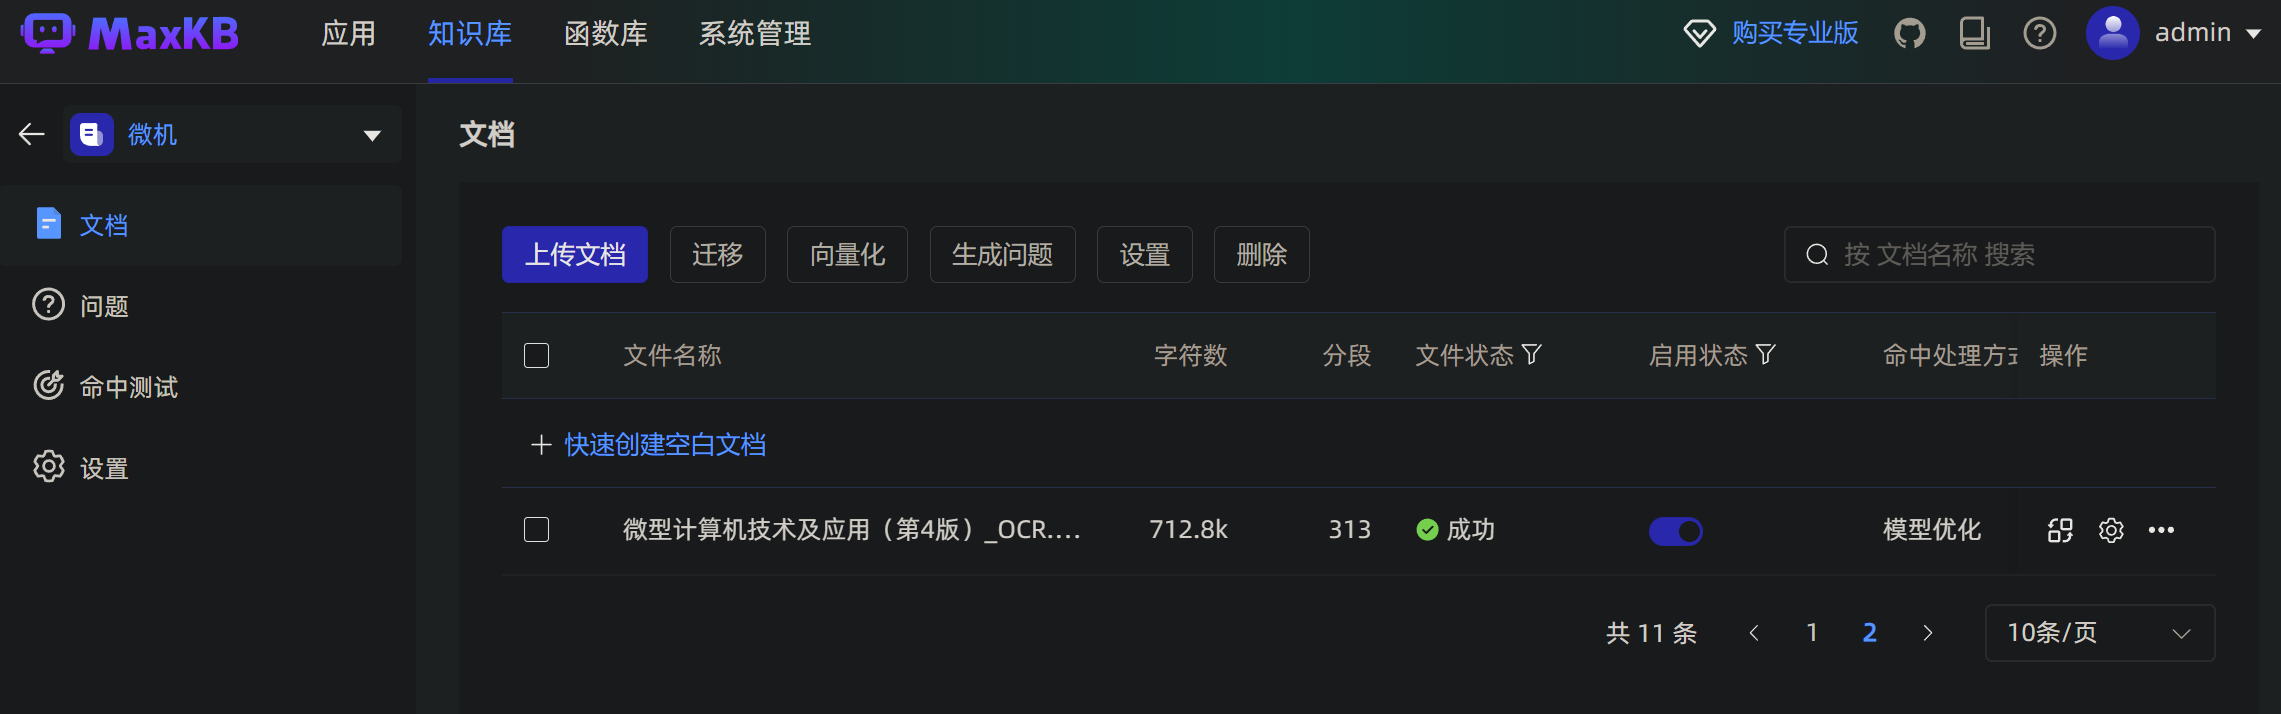 MaxKB 应用 知识库 函数库 系统管理 购买专业版 admin
微机
文档
文档
问题
命中测试
设置
上传文档 迁移 向量化 生成问题 设置 删除 按 文档名称 搜索
文件名称 字符数 分段 文件状态 启用状态 命中处理方式 操作
快速创建空白文档
微型计算机技术及应用（第4版）_OCR.... 712.8k 313 成功 模型优化
共 11 条 1 2 10条/页